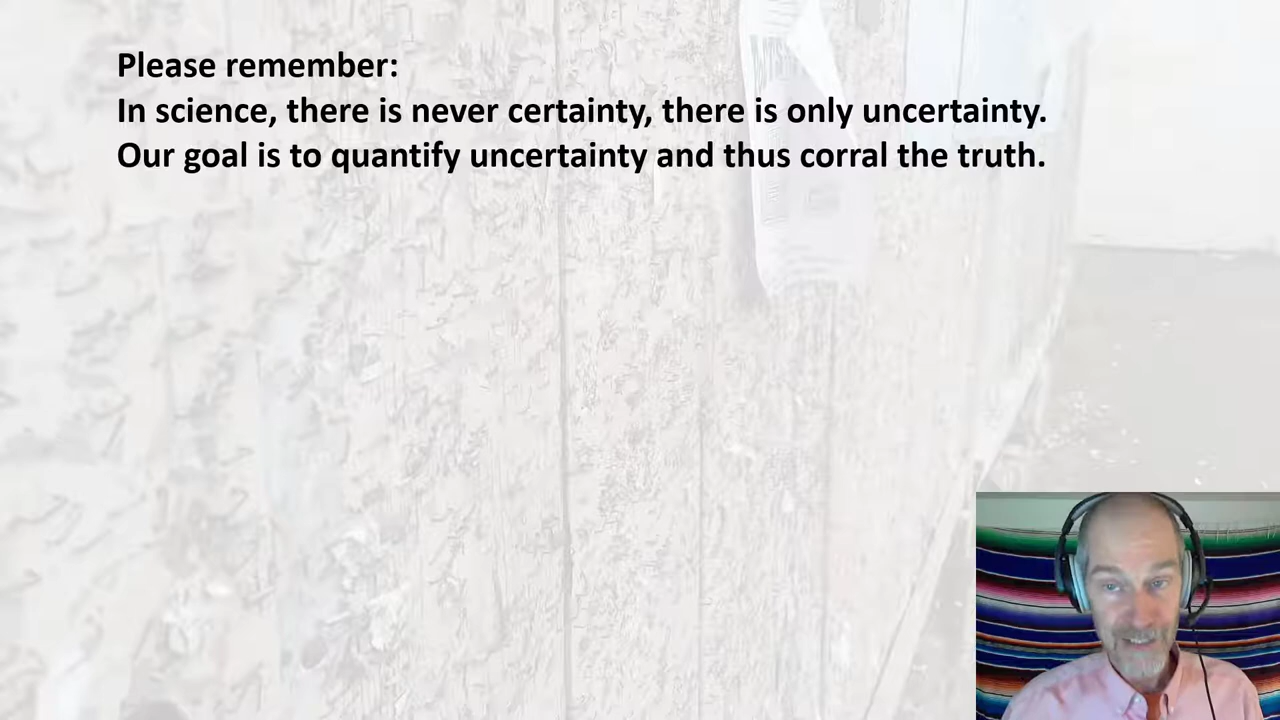 Please remember:
In science, there is never certainty, there is only uncertainty.
Our goal is to quantify uncertainty and thus corral the truth.